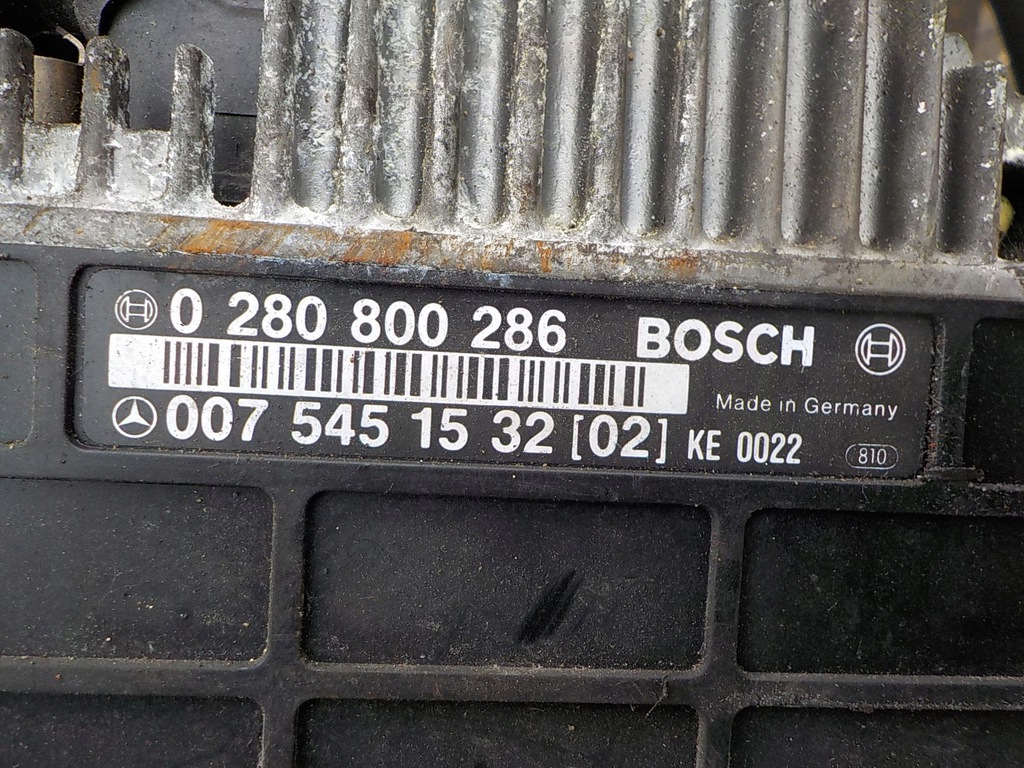 0 280 800 286
BOSCH
Made in Germany
007 545 15 32 [02] KE 0022
810